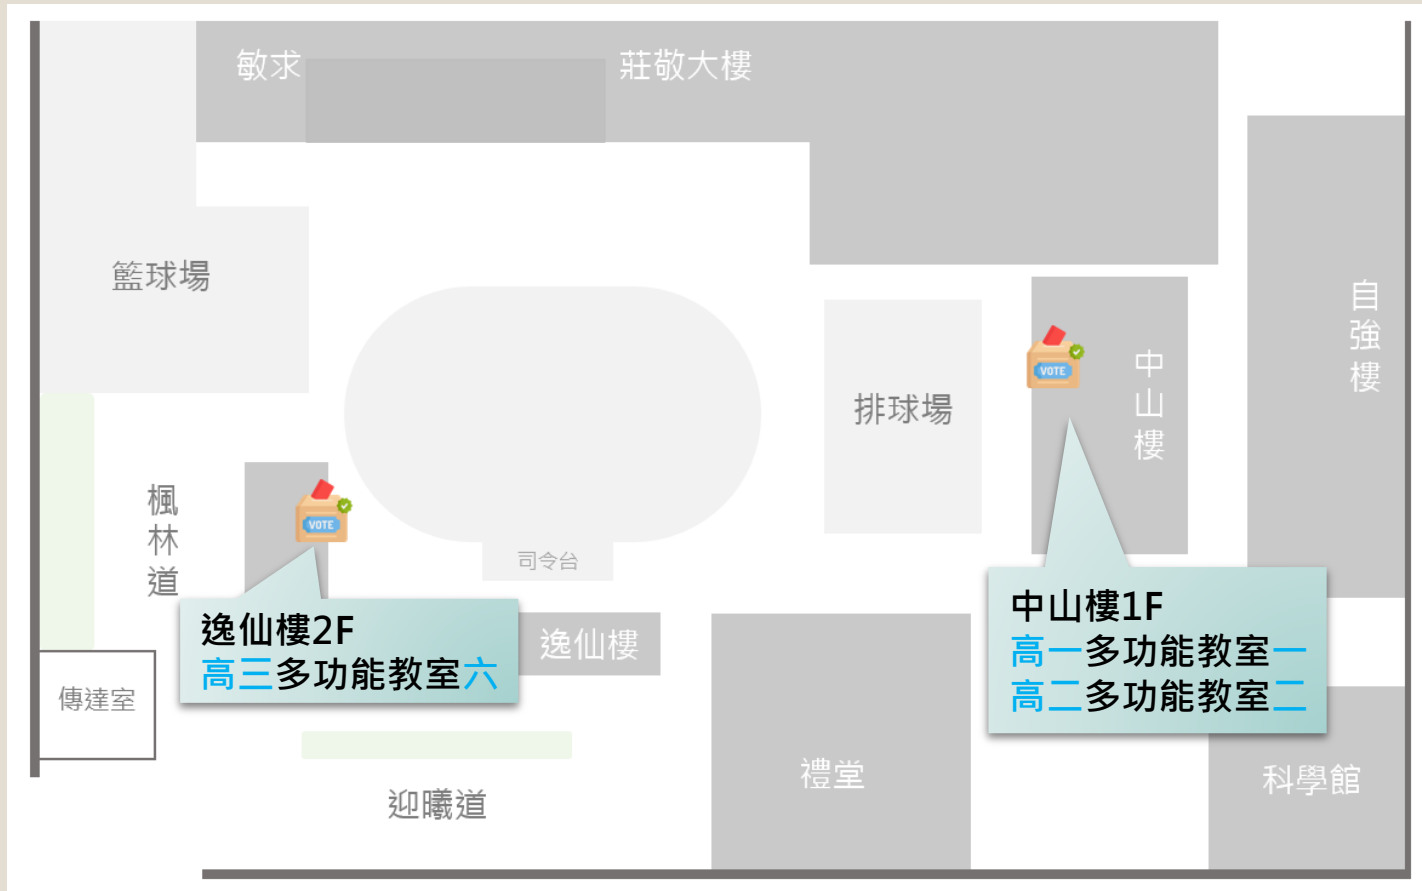 敏求
莊敬大樓
籃球場
自強樓
VOTE
中山樓
排球場
楓林道
VOTE
司令台
中山樓1F
高一多功能教室一
高二多功能教室二
逸仙樓2F
高三多功能教室六
逸仙樓
傳達室
禮堂
科學館
迎曦道